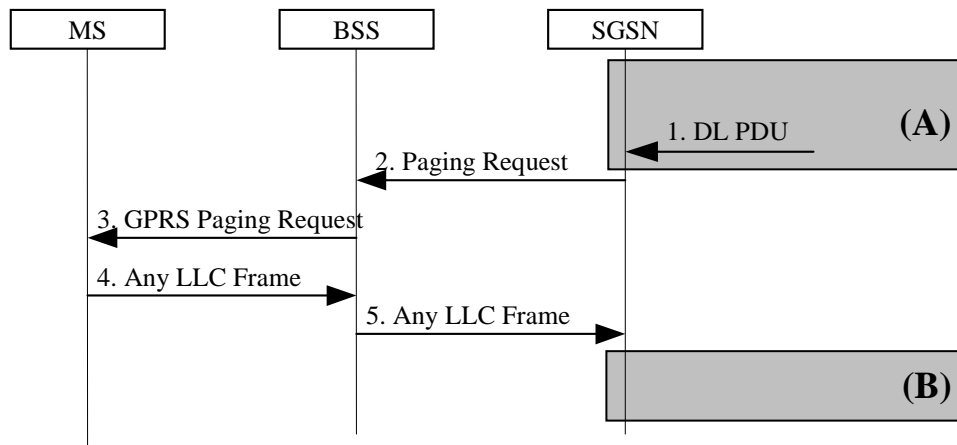 MS
BSS
SGSN
(A)
1. DL PDU
2. Paging Request
3. GPRS Paging Request
4. Any LLC Frame
5. Any LLC Frame
(B)